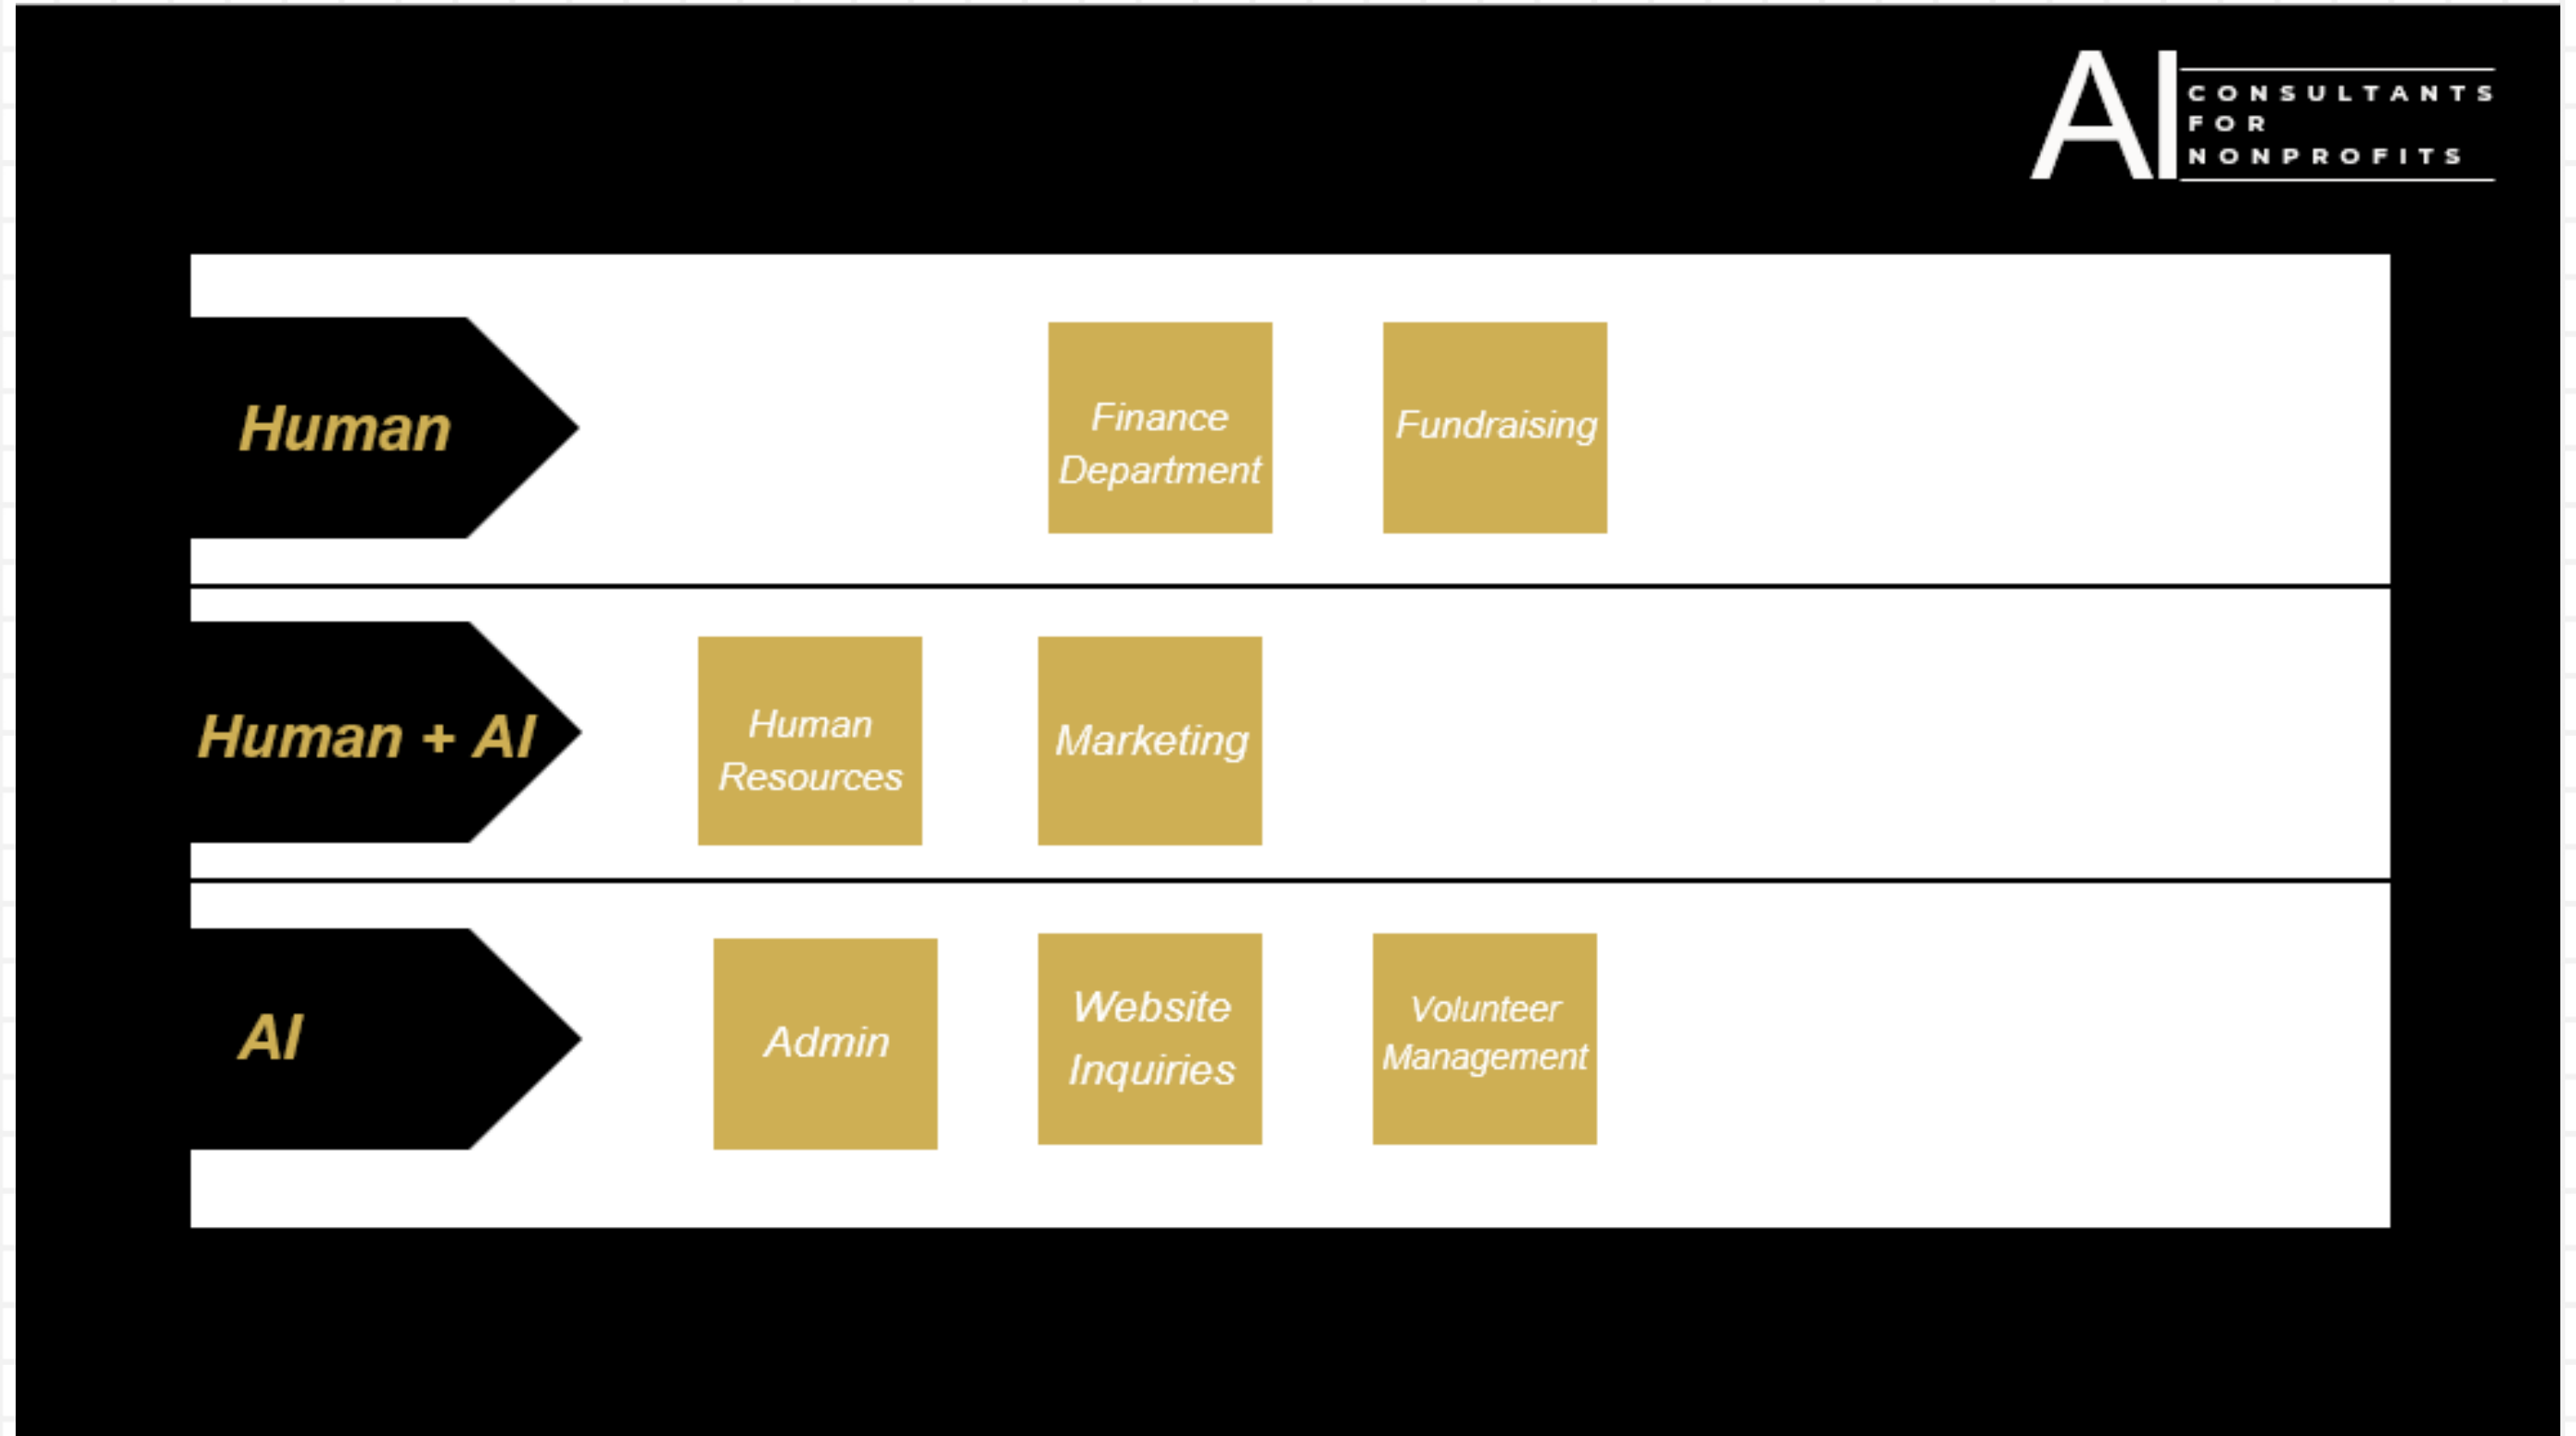 AI
CONSULTANTS
FOR
NONPROFITS
Human
Finance
Department
Fundraising
Human + AI
Human
Resources
Marketing
AI
Admin
Website
Inquiries
Volunteer
Management